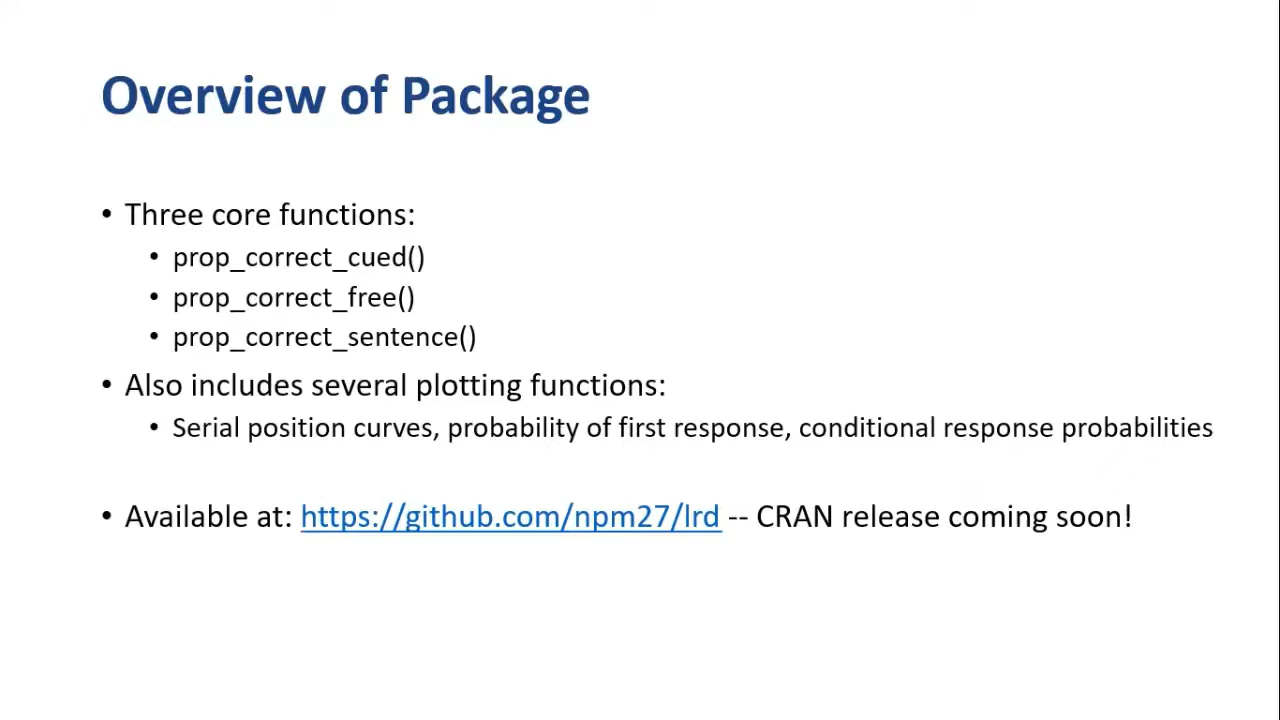 Overview of Package
• Three core functions:
• prop_correct_cued()
• prop_correct_free()
• prop_correct_sentence()
• Also includes several plotting functions:
• Serial position curves, probability of first response, conditional response probabilities
• Available at: https://github.com/npm27/lrd -- CRAN release coming soon!